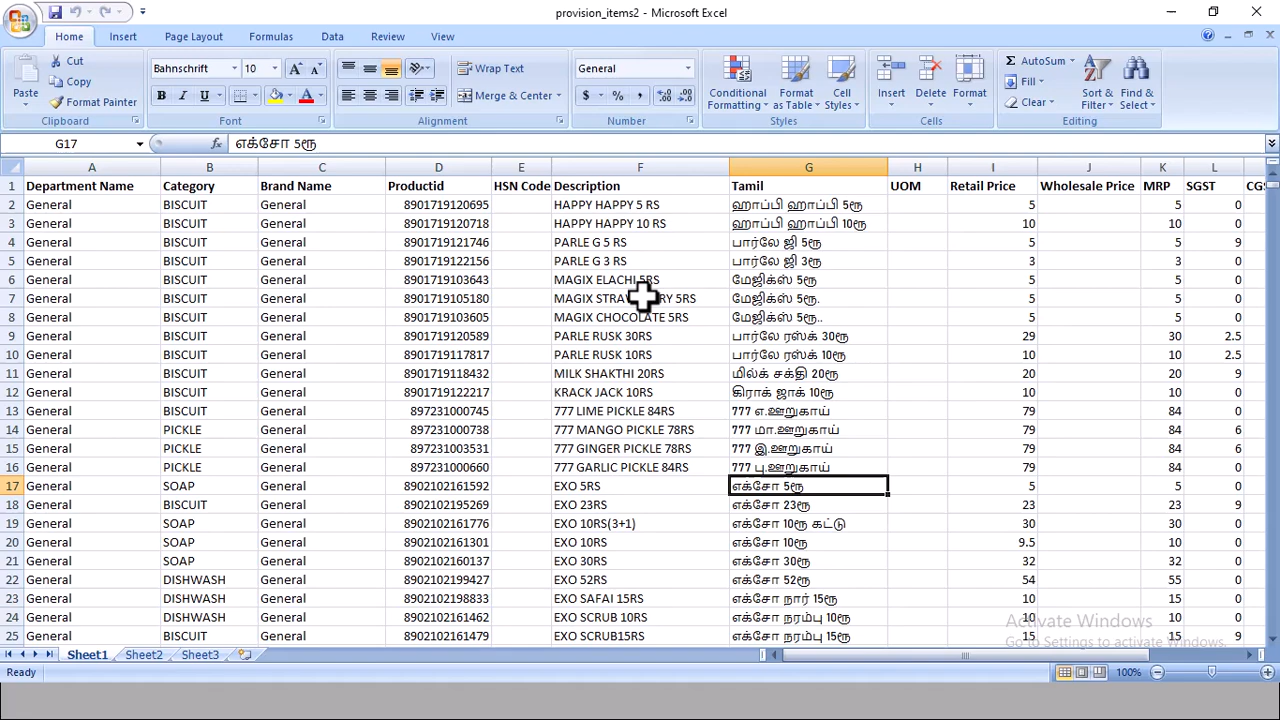 provision_items2 - Microsoft Excel
Home Insert Page Layout Formulas Data Review View
Cut
Copy
Format Painter
Paste
Clipboard
Bahnschrift 10
B I U
Font
Wrap Text
Merge & Center
Alignment
General
$ % ,
Number
Conditional Formatting
Format as Table
Cell Styles
Styles
Insert Delete Format
Cells
Σ AutoSum
Fill
Clear
Sort & Filter
Find & Select
Editing
G17 fx எக்சோ 5ரூ
A B C D E F G H I J K L
1 Department Name Category Brand Name Productid HSN Code Description Tamil UOM Retail Price Wholesale Price MRP SGST
2 General BISCUIT General 8901719120695 HAPPY HAPPY 5 RS ஹாப்பி ஹாப்பி 5ரூ 5 5 0
3 General BISCUIT General 8901719120718 HAPPY HAPPY 10 RS ஹாப்பி ஹாப்பி 10ரூ 10 10 0
4 General BISCUIT General 8901719121746 PARLE G 5 RS பார்லே ஜி 5ரூ 5 5 9
5 General BISCUIT General 8901719122156 PARLE G 3 RS பார்லே ஜி 3ரூ 3 3 0
6 General BISCUIT General 8901719103643 MAGIX ELACHI 5RS மேஜிக்ஸ் 5ரூ 5 5 0
7 General BISCUIT General 8901719105180 MAGIX 5RS மேஜிக்ஸ் 5ரூ. 5 5 0
8 General BISCUIT General 8901719103605 MAGIX CHOCOLATE 5RS மேஜிக்ஸ் 5ரூ.. 5 5 0
9 General BISCUIT General 8901719120589 PARLE RUSK 30RS பார்லே ரஸ்க் 30ரூ 29 30 2.5
10 General BISCUIT General 8901719117817 PARLE RUSK 10RS பார்லே ரஸ்க் 10ரூ 10 10 2.5
11 General BISCUIT General 8901719118432 MILK SHAKTHI 20RS மில்க் சக்தி 20ரூ 20 20 9
12 General BISCUIT General 8901719122217 KRACK JACK 10RS கிராக் ஜாக் 10ரூ 10 10 0
13 General BISCUIT General 897231000745 777 LIME PICKLE 84RS 777 எ.ஊறுகாய் 79 84 0
14 General PICKLE General 897231000738 777 MANGO PICKLE 78RS 777 மா.ஊறுகாய் 79 84 6
15 General PICKLE General 897231003531 777 GINGER PICKLE 78RS 777 இ.ஊறுகாய் 79 84 6
16 General PICKLE General 897231000660 777 GARLIC PICKLE 84RS 777 பூ.ஊறுகாய் 79 84 0
17 General SOAP General 8902102161592 EXO 5RS எக்சோ 5ரூ 5 5 0
18 General BISCUIT General 8902102195269 EXO 23RS எக்சோ 23ரூ 23 23 9
19 General SOAP General 8902102161776 EXO 10RS(3+1) எக்சோ 10ரூ கட்டு 30 30 0
20 General SOAP General 8902102161301 EXO 10RS எக்சோ 10ரூ 9.5 10 0
21 General SOAP General 8902102160137 EXO 30RS எக்சோ 30ரூ 32 32 0
22 General DISHWASH General 8902102199427 EXO 52RS எக்சோ 52ரூ 54 55 0
23 General DISHWASH General 8902102198833 EXO SAFAI 15RS எக்சோ நார் 15ரூ 10 15 0
24 General DISHWASH General 8902102161462 EXO SCRUB 10RS எக்சோ நரம்பு 10ரூ 10 10 0
25 General BISCUIT General 8902102161479 EXO SCRUB15RS எக்சோ நரம்பு 15ரூ 15 15 9
Activate Windows
Go to Settings to activate Windows.
Sheet1 Sheet2 Sheet3
Ready 100%